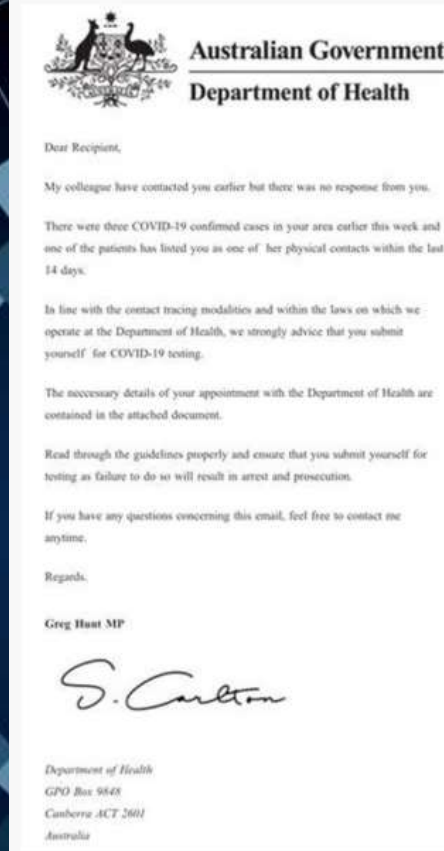 Australian Government
Department of Health
Dear Recipient,
My colleague have contacted you earlier but there was no response from you.
There were three COVID-19 confirmed cases in your area earlier this week and
one of the patients has listed you as one of her physical contacts within the last
14 days.
In line with the contact tracing modalities and within the laws on which we
operate at the Department of Health, we strongly advice that you submit
yourself for COVID-19 testing.
The neccessary details of your appointment with the Department of Health are
contained in the attached document.
Read through the guidelines properly and ensure that you submit yourself for
testing as failure to do so will result in arrest and prosecution.
If you have any questions concerning this email, feel free to contact me
anytime.
Regards.
Greg Hunt MP
S. Carlton
Department of Health
GPO Box 9848
Canberra ACT 2601
Australia